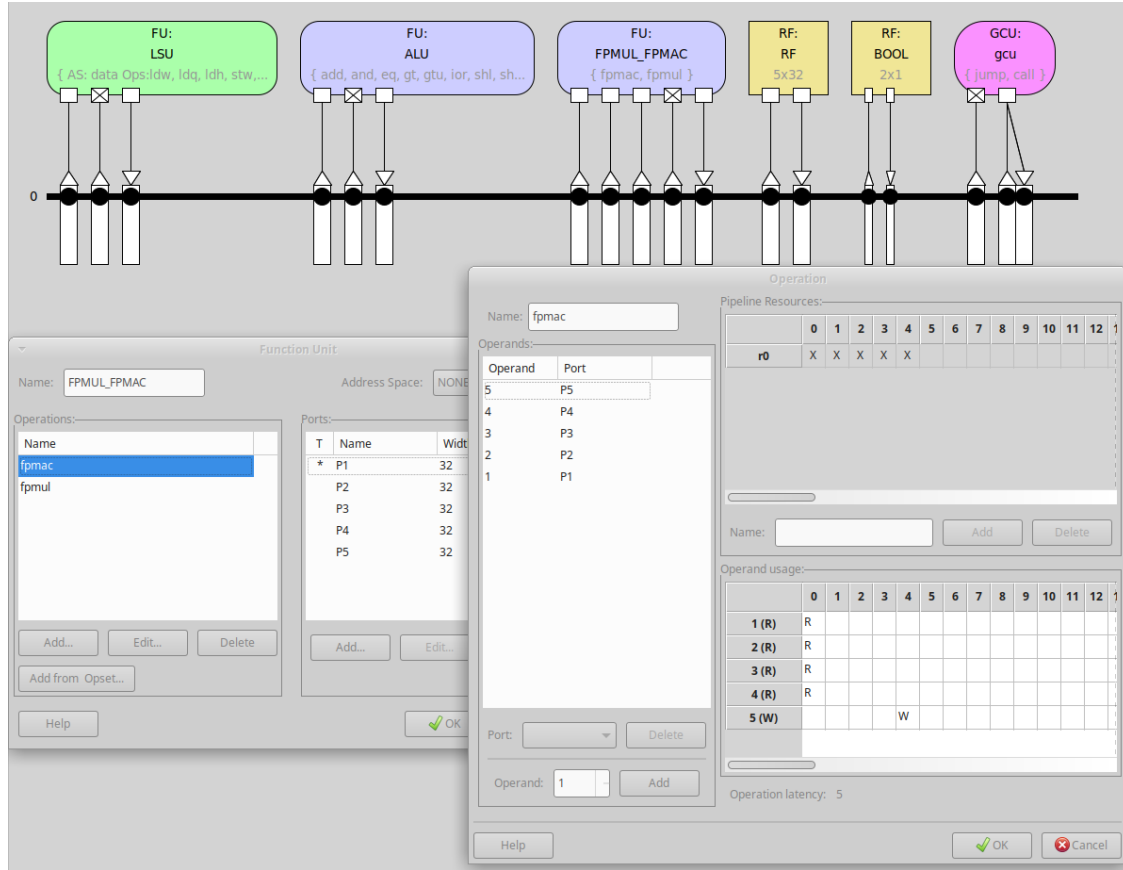 FU:
LSU
{ AS: data Ops:ldw, ldq, ldh, stw,...
FU:
ALU
{ add, and, eq, gt, gtu, ior, shl, sh...
FU:
FPMUL_FPMAC
{ fpmac, fpmul }
RF:
RF
5x32
RF:
BOOL
2x1
GCU:
gcu
{ jump, call }
0
Function Unit
Name: FPMUL_FPMAC
Address Space: NONE
Operations:
Name
fpmac
fpmul
Add...
Edit...
Delete
Add from Opset...
Ports:
T Name Widt
* P1 32
P2 32
P3 32
P4 32
P5 32
Add...
Edit...
Help
OK
Operation
Name: fpmac
Operands:
Operand Port
5 P5
4 P4
3 P3
2 P2
1 P1
Port:
Delete
Operand: 1
Add
Pipeline Resources:
0 1 2 3 4 5 6 7 8 9 10 11 12 1
r0 X X X X X
Name:
Add
Delete
Operand usage:
0 1 2 3 4 5 6 7 8 9 10 11 12 1
1 (R) R
2 (R) R
3 (R) R
4 (R) R
5 (W) W
Operation latency: 5
Help
OK
Cancel